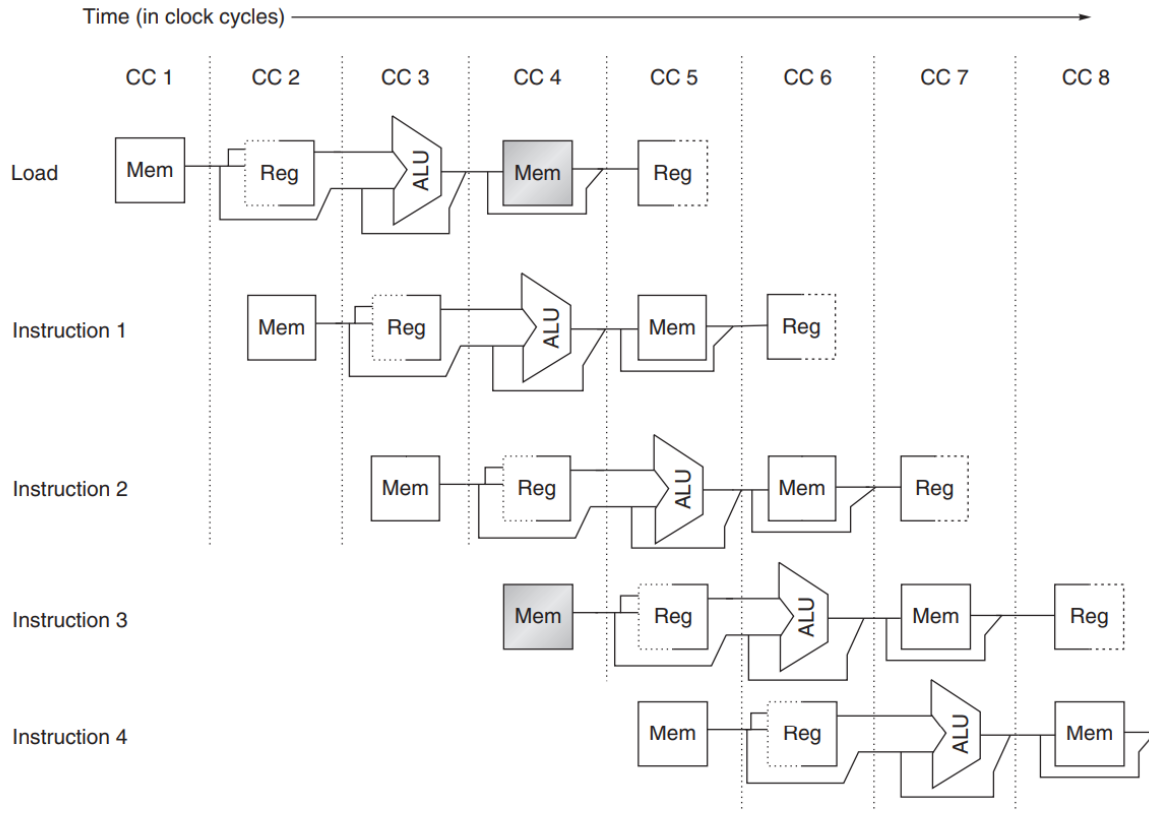 Time (in clock cycles)
CC 1 CC 2 CC 3 CC 4 CC 5 CC 6 CC 7 CC 8
Load Mem Reg ALU Mem Reg
Instruction 1 Mem Reg ALU Mem Reg
Instruction 2 Mem Reg ALU Mem Reg
Instruction 3 Mem Reg ALU Mem Reg
Instruction 4 Mem Reg ALU Mem